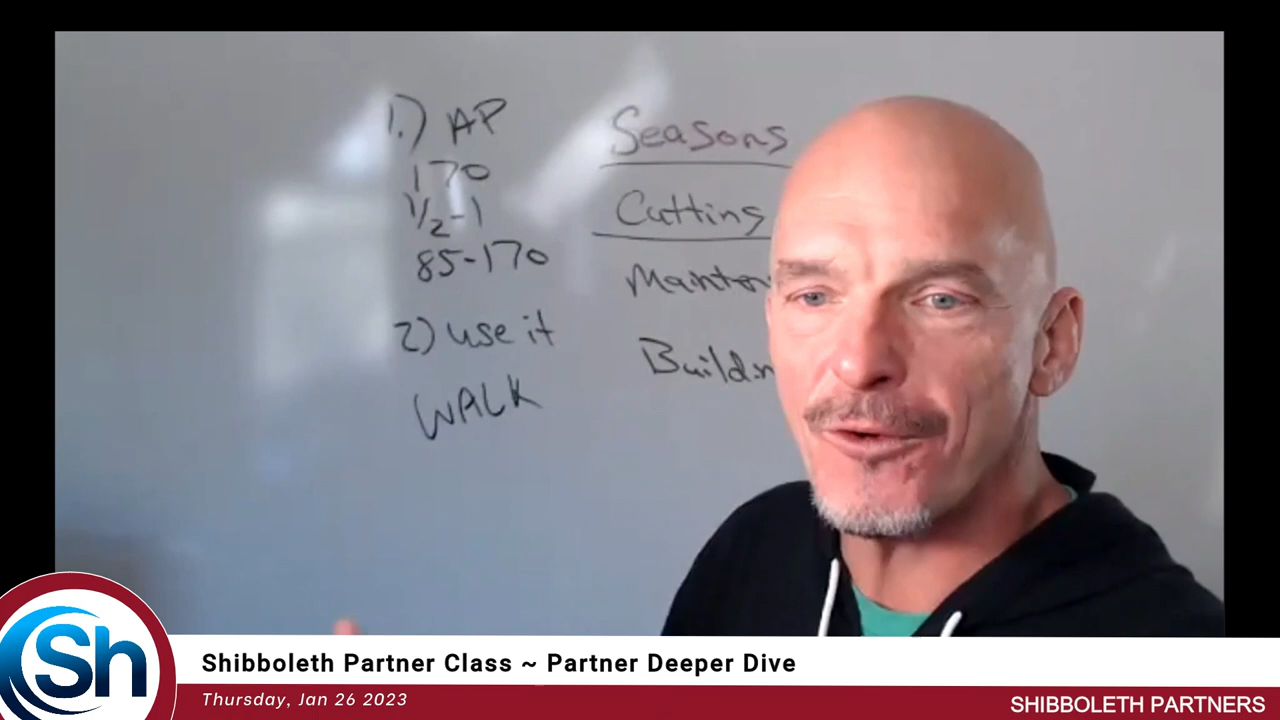 1.) AP
170
1/2-1
85-170
2) use it
WALK
Seasons
Cutting
Sh
Shibboleth Partner Class ~ Partner Deeper Dive
Thursday, Jan 26 2023
SHIBBOLETH PARTNERS